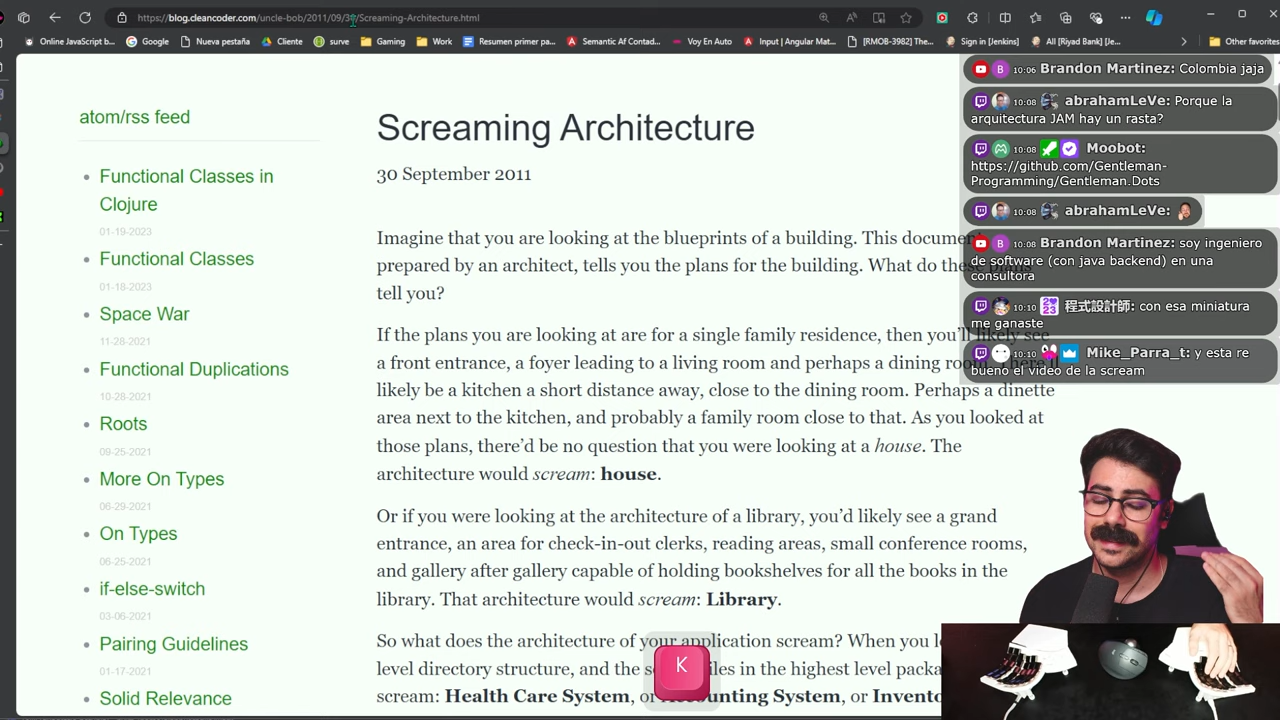 https://blog.cleancoder.com/uncle-bob/2011/09/30/Screaming-Architecture.html
Online JavaScript b...
Google
Nueva pestaña
Cliente
surve
Gaming
Work
Resumen primer pa...
Semantic Af Contad...
Voy En Auto
Input | Angular Mat...
[RMOB-3982] The...
Sign in [Jenkins]
All [Riyad Bank] [Je...
Other favorites
atom/rss feed
Functional Classes in
Clojure
01-19-2023
Functional Classes
01-18-2023
Space War
11-28-2021
Functional Duplications
10-28-2021
Roots
09-25-2021
More On Types
06-29-2021
On Types
06-25-2021
if-else-switch
03-06-2021
Pairing Guidelines
01-17-2021
Solid Relevance
Screaming Architecture
30 September 2011
Imagine that you are looking at the blueprints of a building. This document,
prepared by an architect, tells you the plans for the building. What do these plans
tell you?
If the plans you are looking at are for a single family residence, then you'll likely see
a front entrance, a foyer leading to a living room and perhaps a dining room. There'll
likely be a kitchen a short distance away, close to the dining room. Perhaps a dinette
area next to the kitchen, and probably a family room close to that. As you looked at
those plans, there'd be no question that you were looking at a house. The
architecture would scream: house.
Or if you were looking at the architecture of a library, you'd likely see a grand
entrance, an area for check-in-out clerks, reading areas, small conference rooms,
and gallery after gallery capable of holding bookshelves for all the books in the
library. That architecture would scream: Library.
So what does the architecture of your application scream? When you l
level directory structure, and the so iles in the highest level packa
scream: Health Care System, or Accounting System, or Invento
K
10:06 Brandon Martinez: Colombia jaja
10:08 abrahamLeVe: Porque la
arquitectura JAM hay un rasta?
10:08 Moobot:
https://github.com/Gentleman-
Programming/Gentleman.Dots
10:08 abrahamLeVe:
10:08 Brandon Martinez: soy ingeniero
de software (con java backend) en una
consultora
10:10 程式設計師: con esa miniatura
me ganaste
10:10 Mike_Parra_t: y esta re
bueno el video de la scream